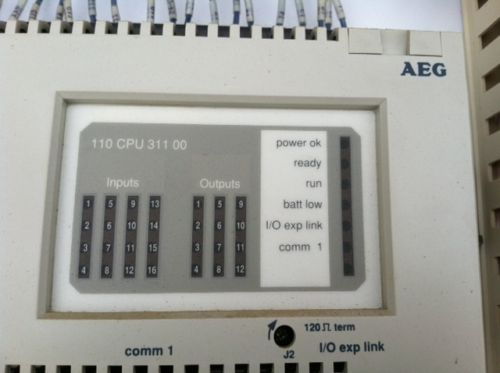 AEG
110 CPU 311 00
power ok
ready
run
batt low
I/O exp link
comm 1
Inputs
Outputs
1 5 9 13
2 6 10 14
3 7 11 15
4 8 12 16
1 5 9
2 6 10
3 7 11
4 8 12
120Ω term
comm 1
J2
I/O exp link